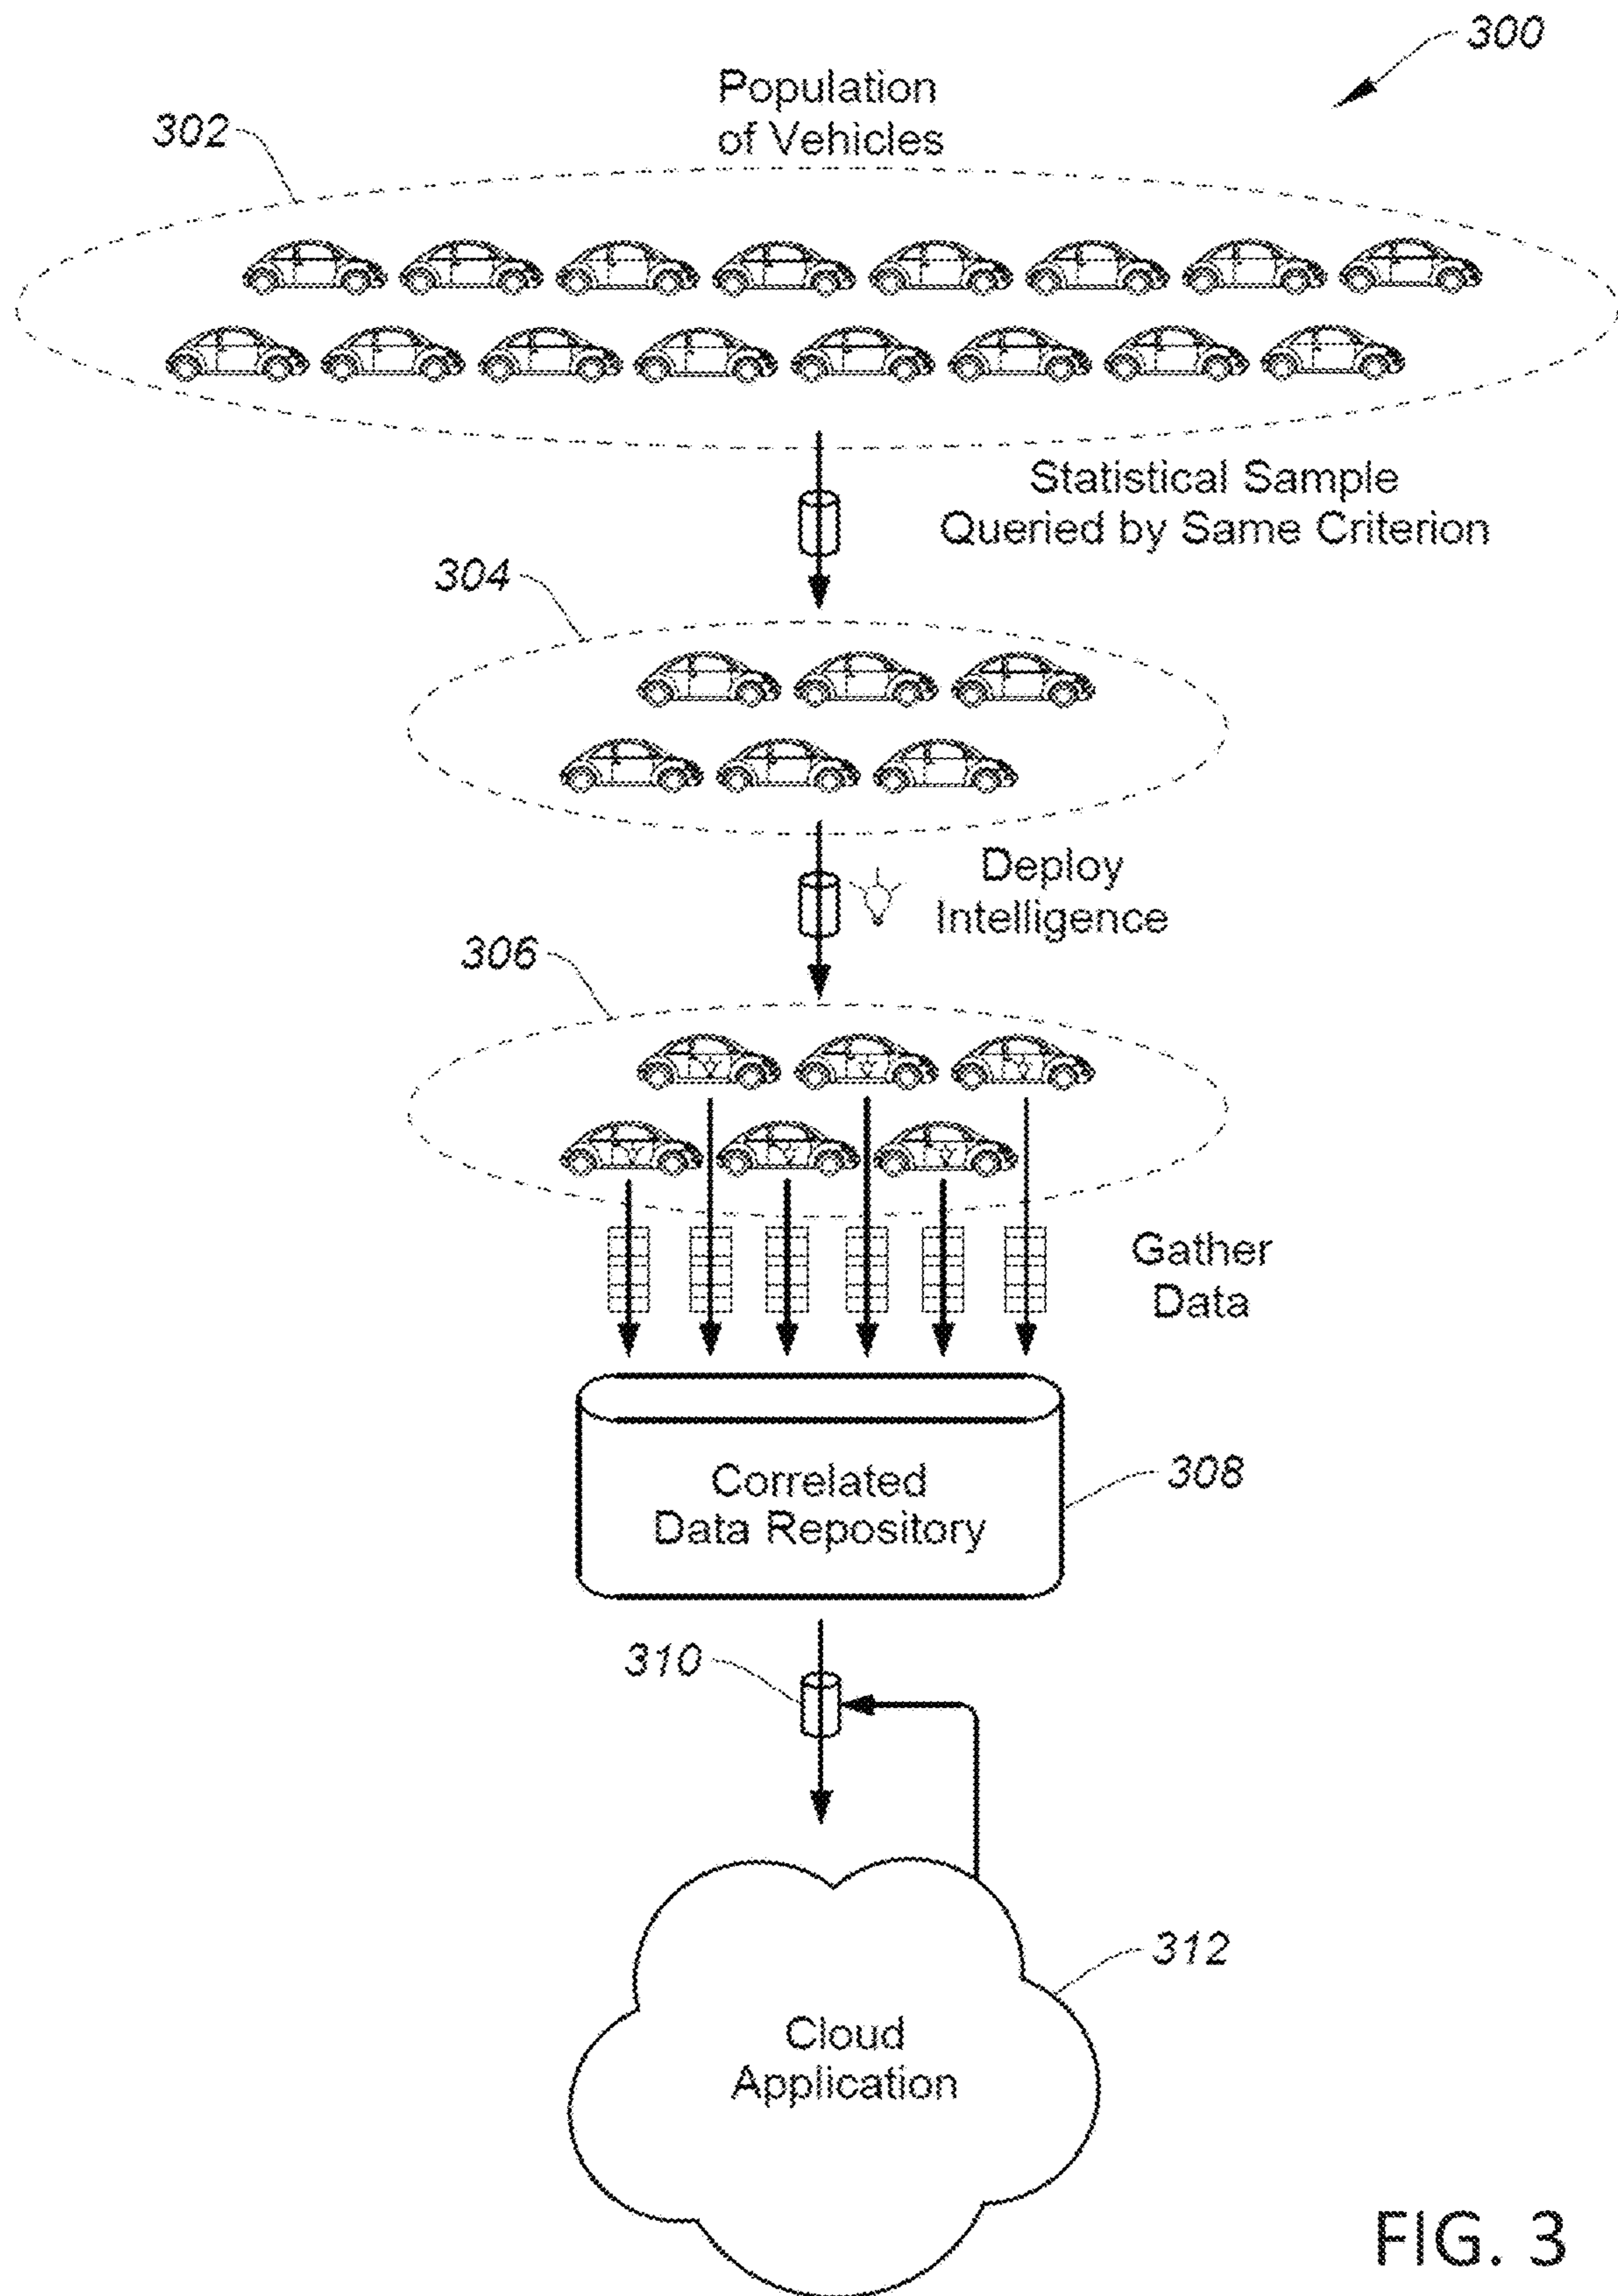 300
Population
of Vehicles
302
Statistical Sample
Queried by Same Criterion
304
Deploy
Intelligence
306
Gather
Data
Correlated
Data Repository
308
310
312
Cloud
Application
FIG. 3